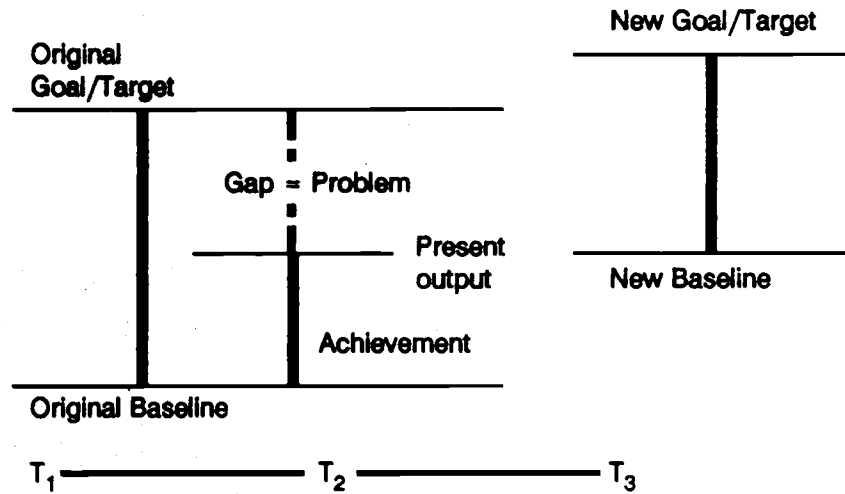 New Goal/Target
Original
Goal/Target
Gap = Problem
Present
output
New Baseline
Achievement
Original Baseline
T₁ T₂ T₃